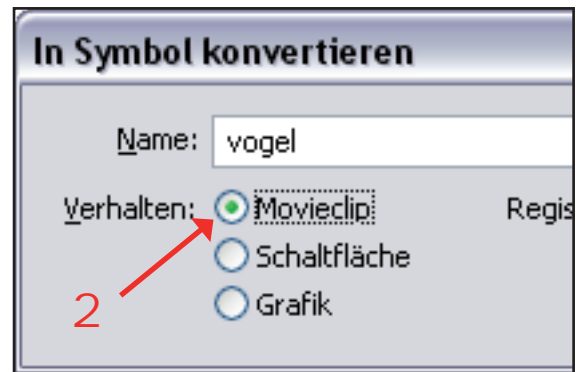 In Symbol konvertieren
Name: vogel
Verhalten: Movieclip Regis
Schaltfläche
2 Grafik